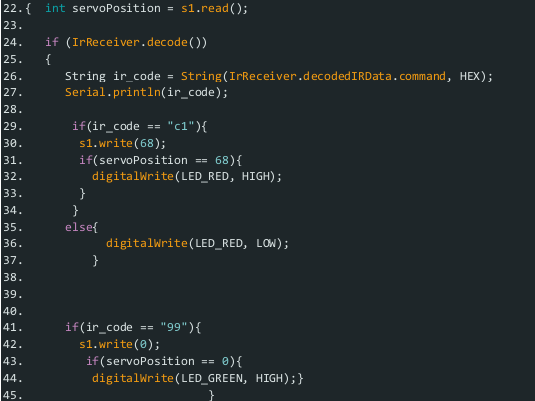 22.{  int servoPosition = s1.read();
23.
24.   if (IrReceiver.decode())
25.   {
26.      String ir_code = String(IrReceiver.decodedIRData.command, HEX);
27.      Serial.println(ir_code);
28.
29.       if(ir_code == "c1"){
30.        s1.write(68);
31.        if(servoPosition == 68){
32.          digitalWrite(LED_RED, HIGH);
33.        }
34.       }
35.      else{
36.            digitalWrite(LED_RED, LOW);
37.          }
38.
39.
40.
41.      if(ir_code == "99"){
42.        s1.write(0);
43.         if(servoPosition == 0){
44.          digitalWrite(LED_GREEN, HIGH);}
45.                           }